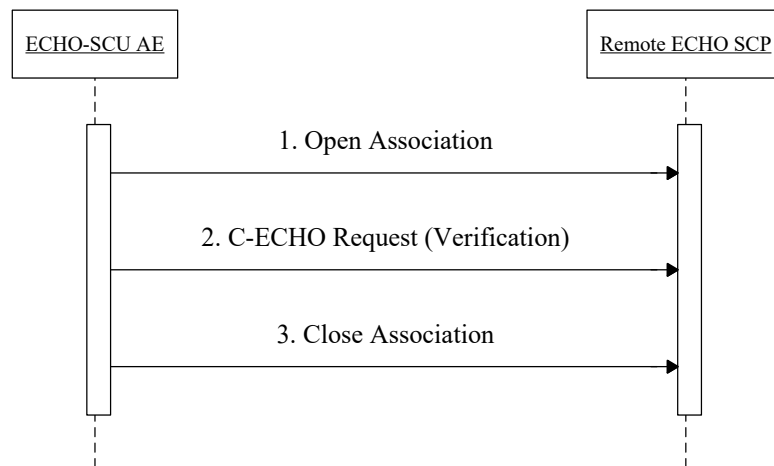 ECHO-SCU AE
Remote ECHO SCP
1. Open Association
2. C-ECHO Request (Verification)
3. Close Association